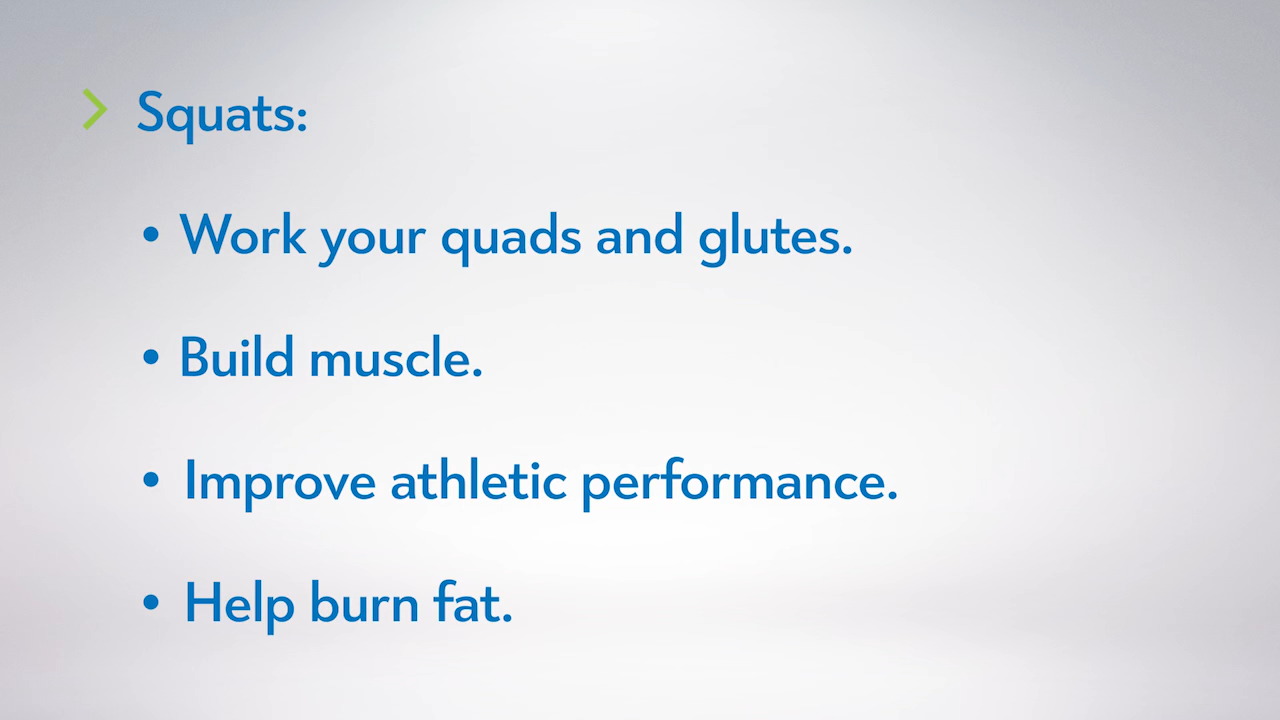 Squats:
• Work your quads and glutes.
• Build muscle.
• Improve athletic performance.
• Help burn fat.